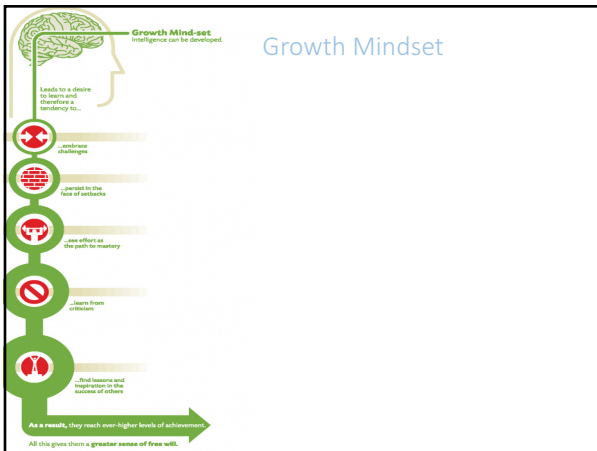 Growth Mind-set
Intelligence can be developed.
Growth Mindset
Leads to a desire
to learn and
therefore a
tendency to...
...embrace
challenges
...persist in the
face of setbacks
...see effort as
the path to mastery
...learn from
criticism
...find lessons and
inspiration in the
success of others
As a result, they reach ever-higher levels of achievement.
All this gives them a greater sense of free will.